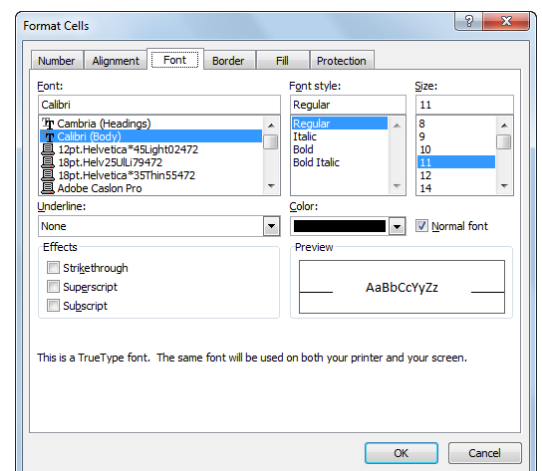 Format Cells
? X
Number Alignment Font Border Fill Protection
Font: Font style: Size:
Calibri Regular 11
Cambria (Headings) Regular 8
Calibri (Body) Italic 9
12pt.Helvetica*45Light02472 Bold 10
18pt.Helv25UlLi79472 Bold Italic 11
18pt.Helvetica*35Thin55472 12
Adobe Caslon Pro 14
Underline: Color:
None Normal font
Effects Preview
Strikethrough
Superscript AaBbCcYyZz
Subscript
This is a TrueType font. The same font will be used on both your printer and your screen.
OK Cancel